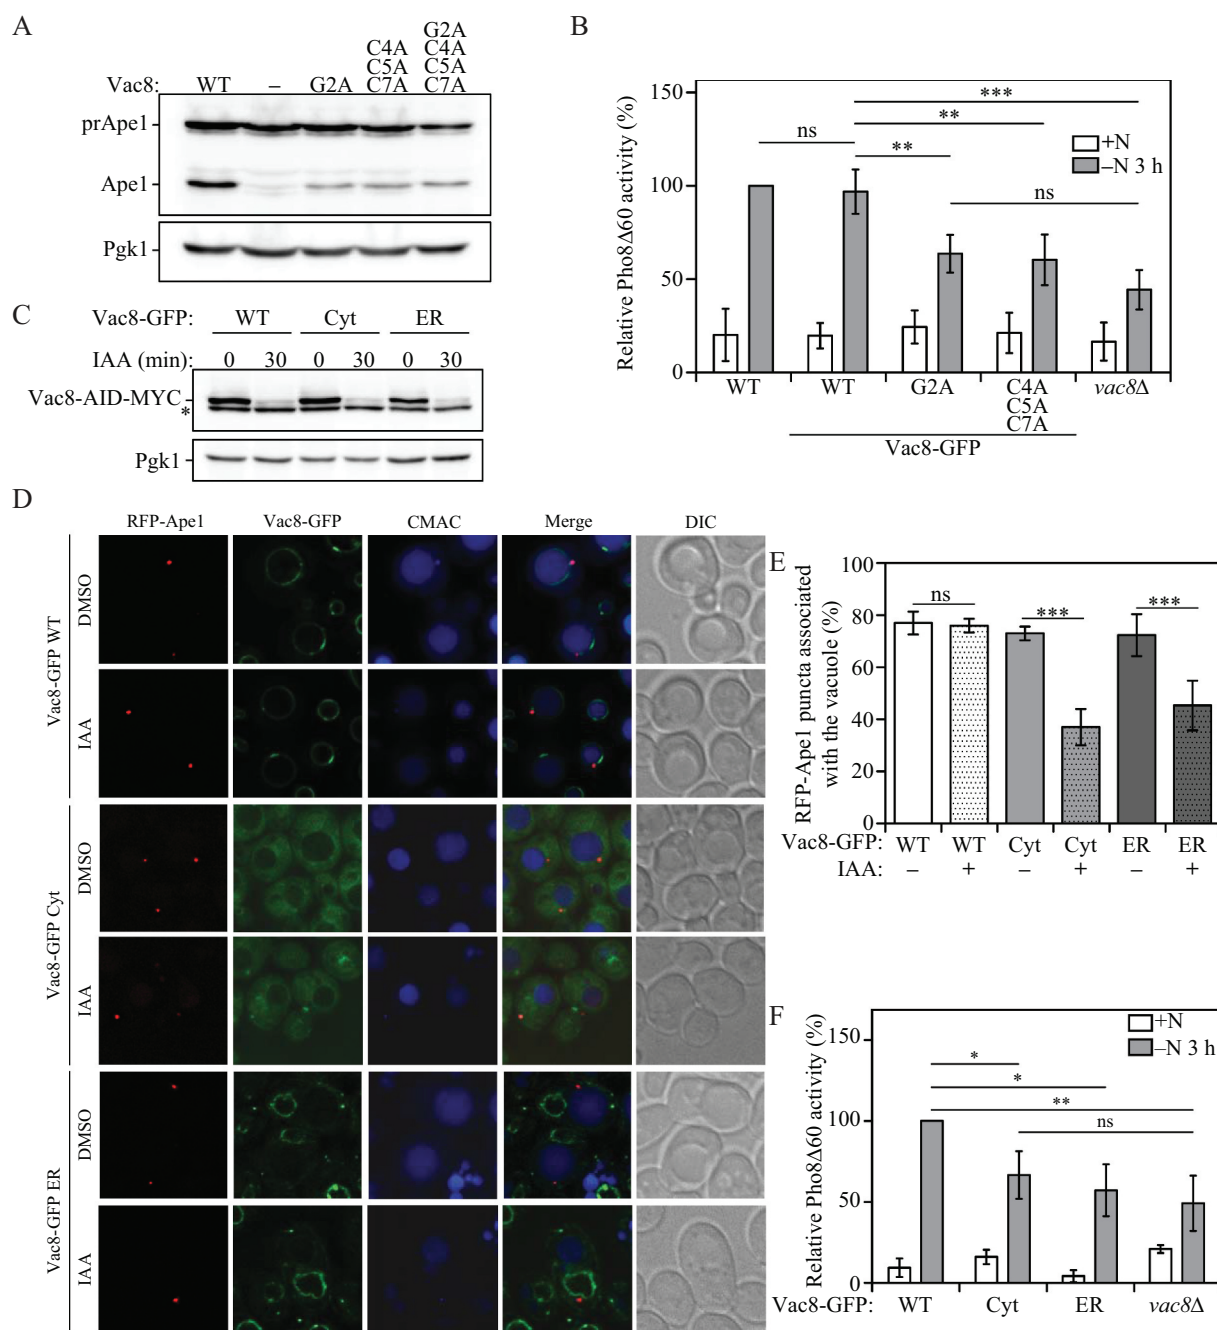 A
Vac8:
WT
–
G2A
C4A
C5A
C7A
G2A
C4A
C5A
C7A
prApe1
Ape1
Pgk1
B
Relative Pho8Δ60 activity (%)
150
100
50
0
ns
**
**
***
ns
+N
–N 3 h
WT
WT
G2A
C4A
C5A
C7A
vac8Δ
Vac8-GFP
C
Vac8-GFP: WT Cyt ER
IAA (min): 0 30 0 30 0 30
Vac8-AID-MYC
*
Pgk1
D
RFP-Ape1 Vac8-GFP CMAC Merge DIC
Vac8-GFP WT
DMSO
IAA
Vac8-GFP Cyt
DMSO
IAA
Vac8-GFP ER
DMSO
IAA
E
RFP-Ape1 puncta associated
with the vacuole (%)
100
80
60
40
20
0
ns
***
***
Vac8-GFP: WT WT Cyt Cyt ER ER
IAA: – + – + – +
F
Relative Pho8Δ60 activity (%)
150
100
50
0
+N
–N 3 h
*
*
**
ns
Vac8-GFP: WT Cyt ER vac8Δ